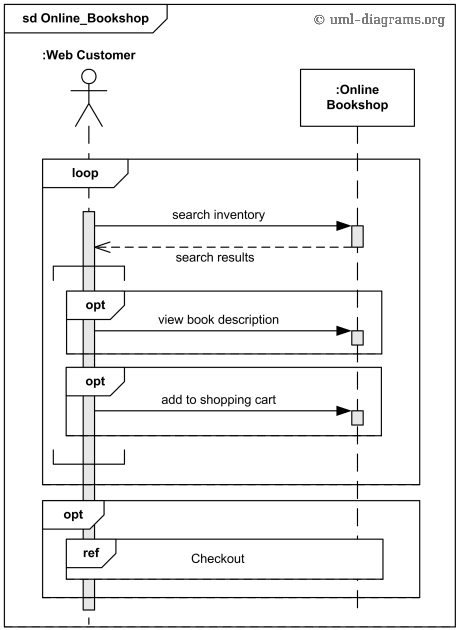 sd Online_Bookshop
© uml-diagrams.org
:Web Customer
:Online
Bookshop
loop
search inventory
search results
opt
view book description
opt
add to shopping cart
opt
ref
Checkout